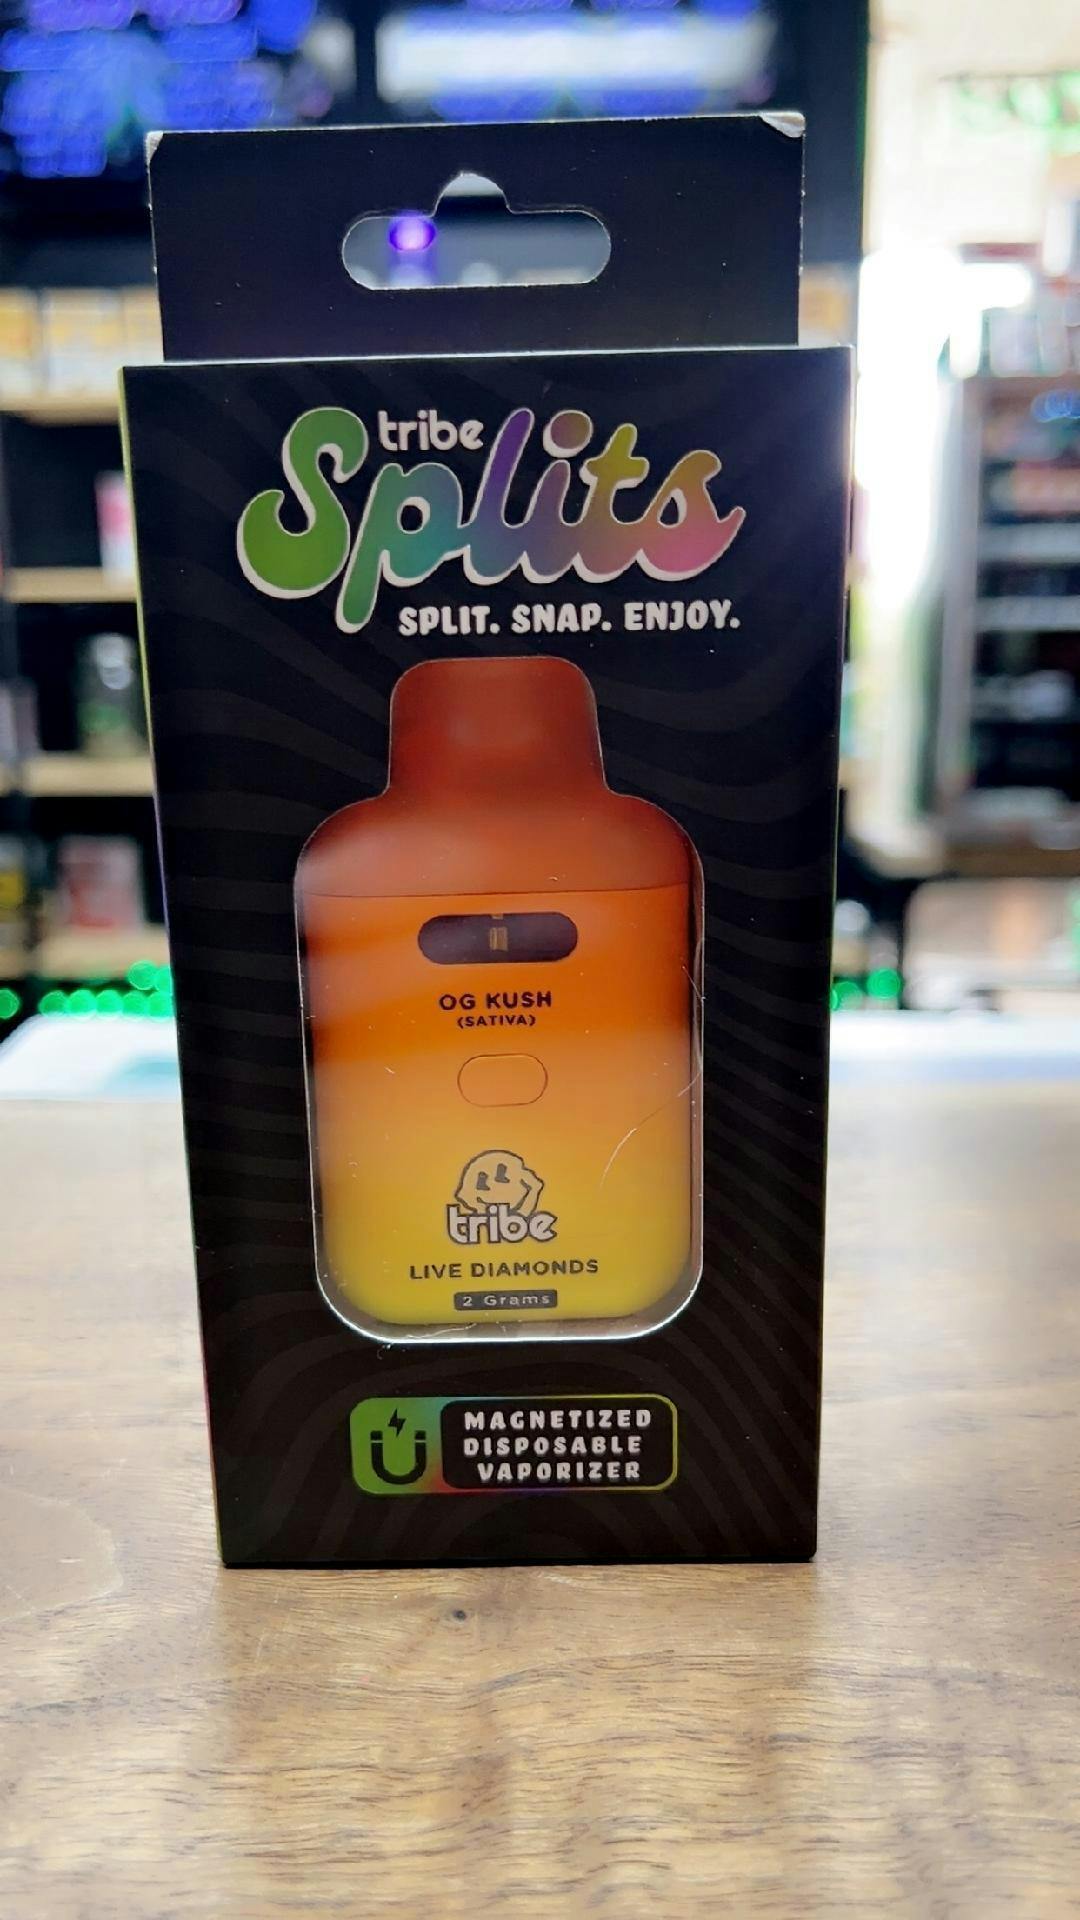 tribe
Splits
SPLIT. SNAP. ENJOY.
OG KUSH
(SATIVA)
tribe
LIVE DIAMONDS
2 Grams
MAGNETIZED
DISPOSABLE
VAPORIZER